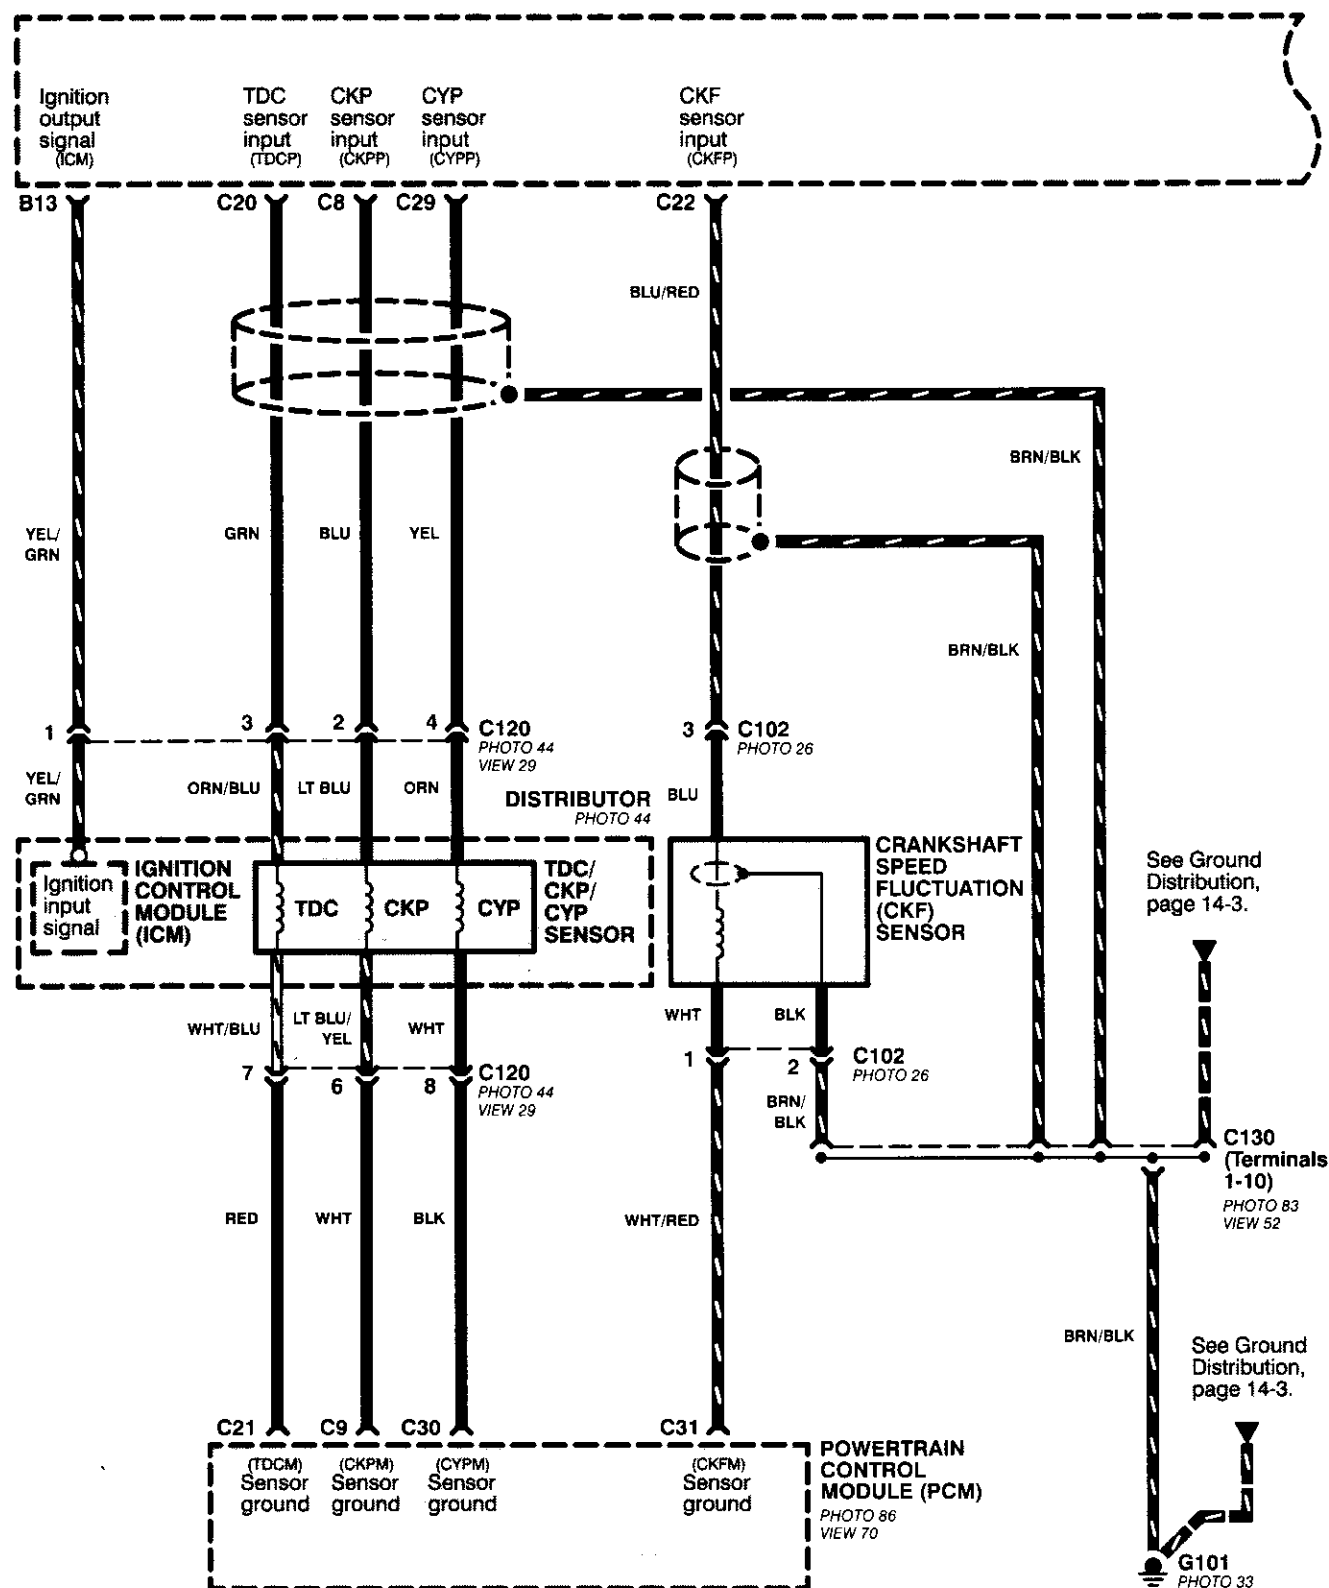 Ignition
output
signal
(ICM)
TDC
sensor
input
(TDCP)
CKP
sensor
input
(CKPP)
CYP
sensor
input
(CYPP)
CKF
sensor
input
(CKFP)
B13
C20
C8
C29
C22
BLU/RED
BRN/BLK
YEL/
GRN
GRN
BLU
YEL
BRN/BLK
1
3
2
4
C120
PHOTO 44
VIEW 29
3
C102
PHOTO 26
YEL/
GRN
ORN/BLU
LT BLU
ORN
DISTRIBUTOR
PHOTO 44
BLU
Ignition
input
signal
IGNITION
CONTROL
MODULE
(ICM)
TDC
CKP
CYP
TDC/
CKP/
CYP
SENSOR
CRANKSHAFT
SPEED
FLUCTUATION
(CKF)
SENSOR
See Ground
Distribution,
page 14-3.
WHT/BLU
LT BLU/
YEL
WHT
WHT
BLK
7
6
8
C120
PHOTO 44
VIEW 29
1
2
C102
PHOTO 26
BRN/
BLK
C130
(Terminals
1-10)
PHOTO 83
VIEW 52
RED
WHT
BLK
WHT/RED
BRN/BLK
See Ground
Distribution,
page 14-3.
C21
C9
C30
C31
(TDCM)
Sensor
ground
(CKPM)
Sensor
ground
(CYPM)
Sensor
ground
(CKFM)
Sensor
ground
POWERTRAIN
CONTROL
MODULE (PCM)
PHOTO 86
VIEW 70
G101
PHOTO 33